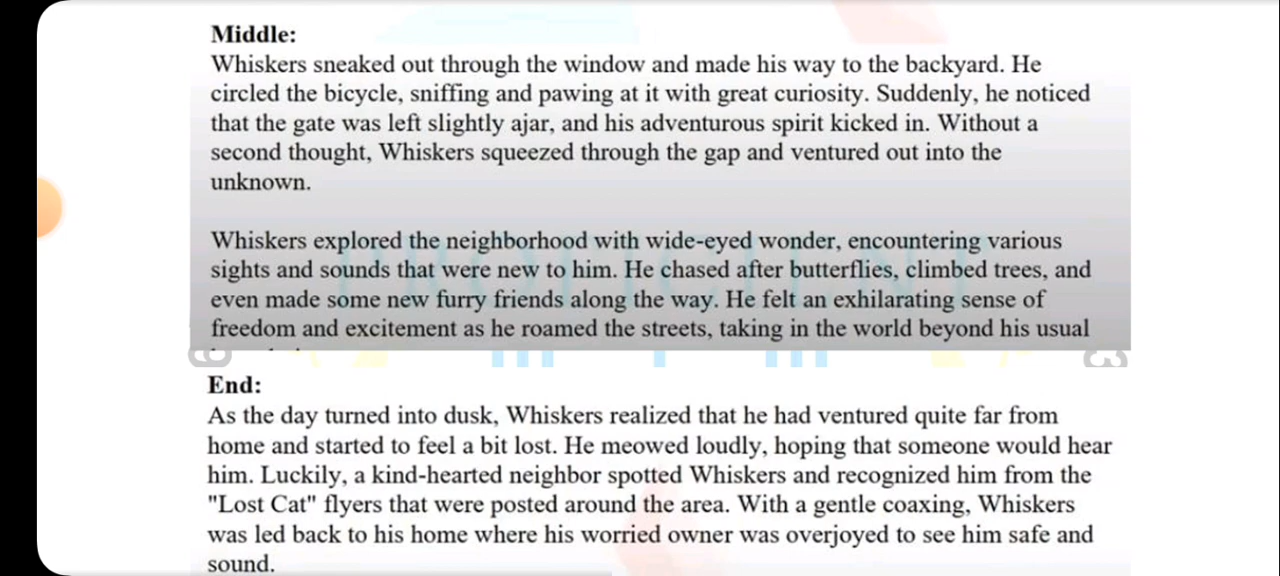 Middle:
Whiskers sneaked out through the window and made his way to the backyard. He
circled the bicycle, sniffing and pawing at it with great curiosity. Suddenly, he noticed
that the gate was left slightly ajar, and his adventurous spirit kicked in. Without a
second thought, Whiskers squeezed through the gap and ventured out into the
unknown.
Whiskers explored the neighborhood with wide-eyed wonder, encountering various
sights and sounds that were new to him. He chased after butterflies, climbed trees, and
even made some new furry friends along the way. He felt an exhilarating sense of
freedom and excitement as he roamed the streets, taking in the world beyond his usual
End:
As the day turned into dusk, Whiskers realized that he had ventured quite far from
home and started to feel a bit lost. He meowed loudly, hoping that someone would hear
him. Luckily, a kind-hearted neighbor spotted Whiskers and recognized him from the
"Lost Cat" flyers that were posted around the area. With a gentle coaxing, Whiskers
was led back to his home where his worried owner was overjoyed to see him safe and
sound.